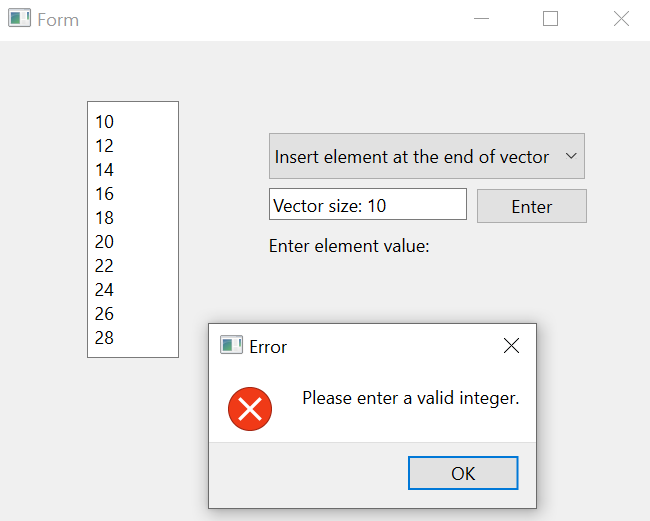 Form
10
12
14
16
18
20
22
24
26
28
Insert element at the end of vector
Vector size: 10
Enter
Enter element value:
Error
Please enter a valid integer.
OK